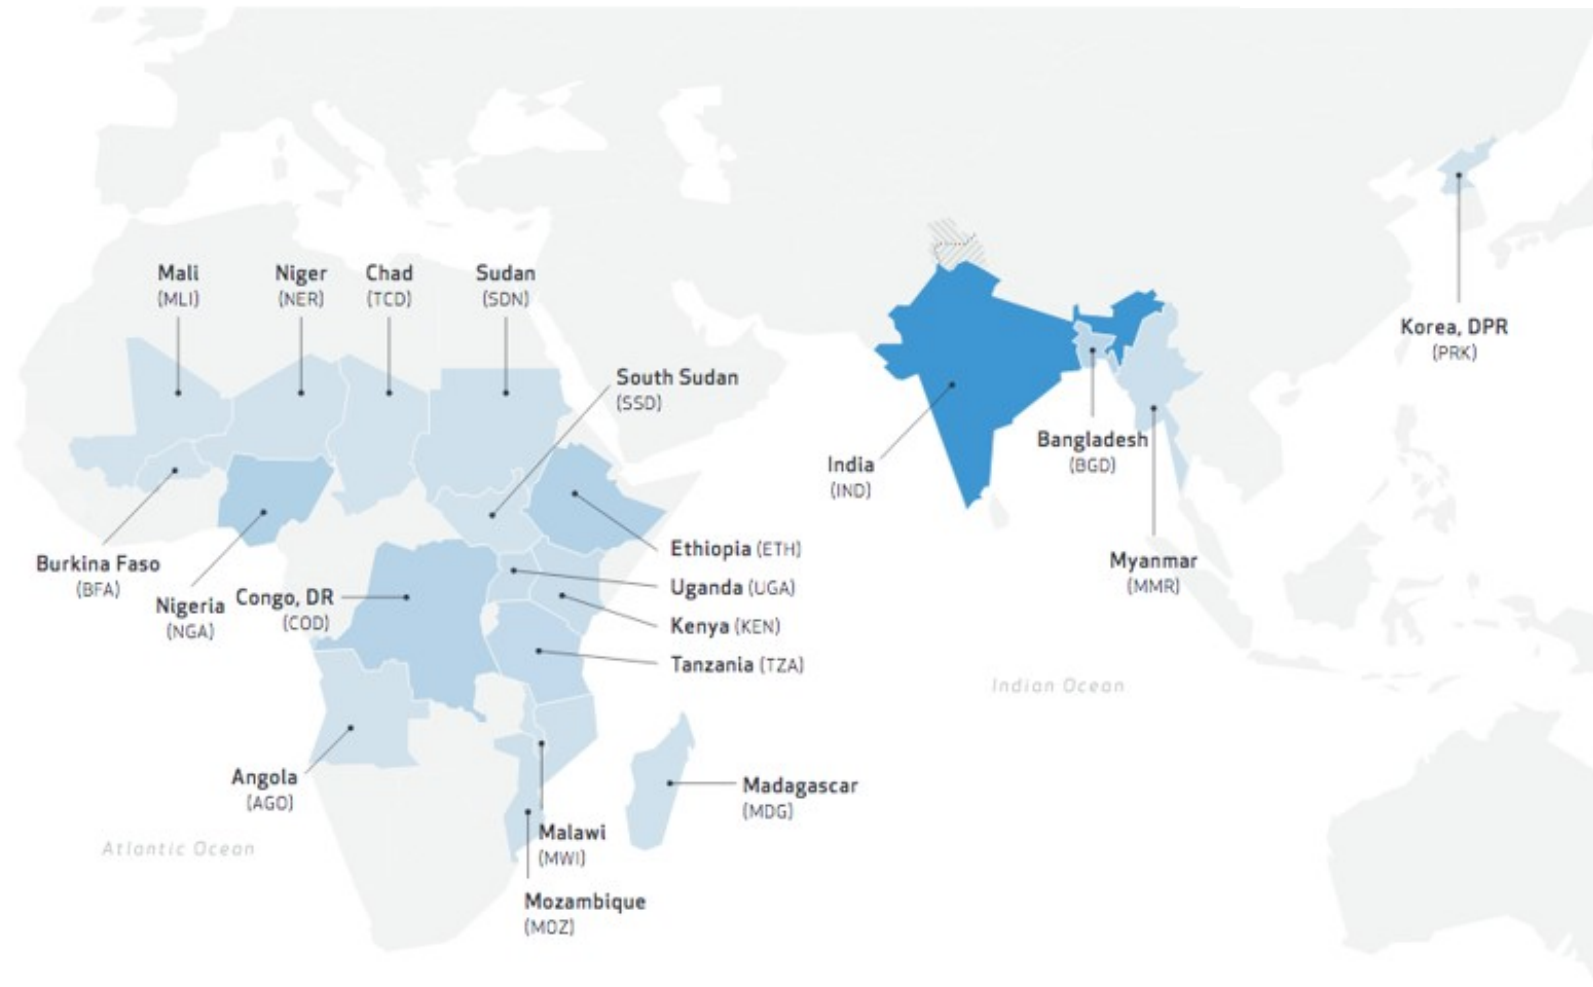 Mali
(MLI)
Niger
(NER)
Chad
(TCD)
Sudan
(SDN)
South Sudan
(SSD)
Korea, DPR
(PRK)
India
(IND)
Bangladesh
(BGD)
Myanmar
(MMR)
Burkina Faso
(BFA)
Nigeria
(NGA)
Congo, DR
(COD)
Ethiopia (ETH)
Uganda (UGA)
Kenya (KEN)
Tanzania (TZA)
Indian Ocean
Angola
(AGO)
Madagascar
(MDG)
Malawi
(MWI)
Atlantic Ocean
Mozambique
(MOZ)